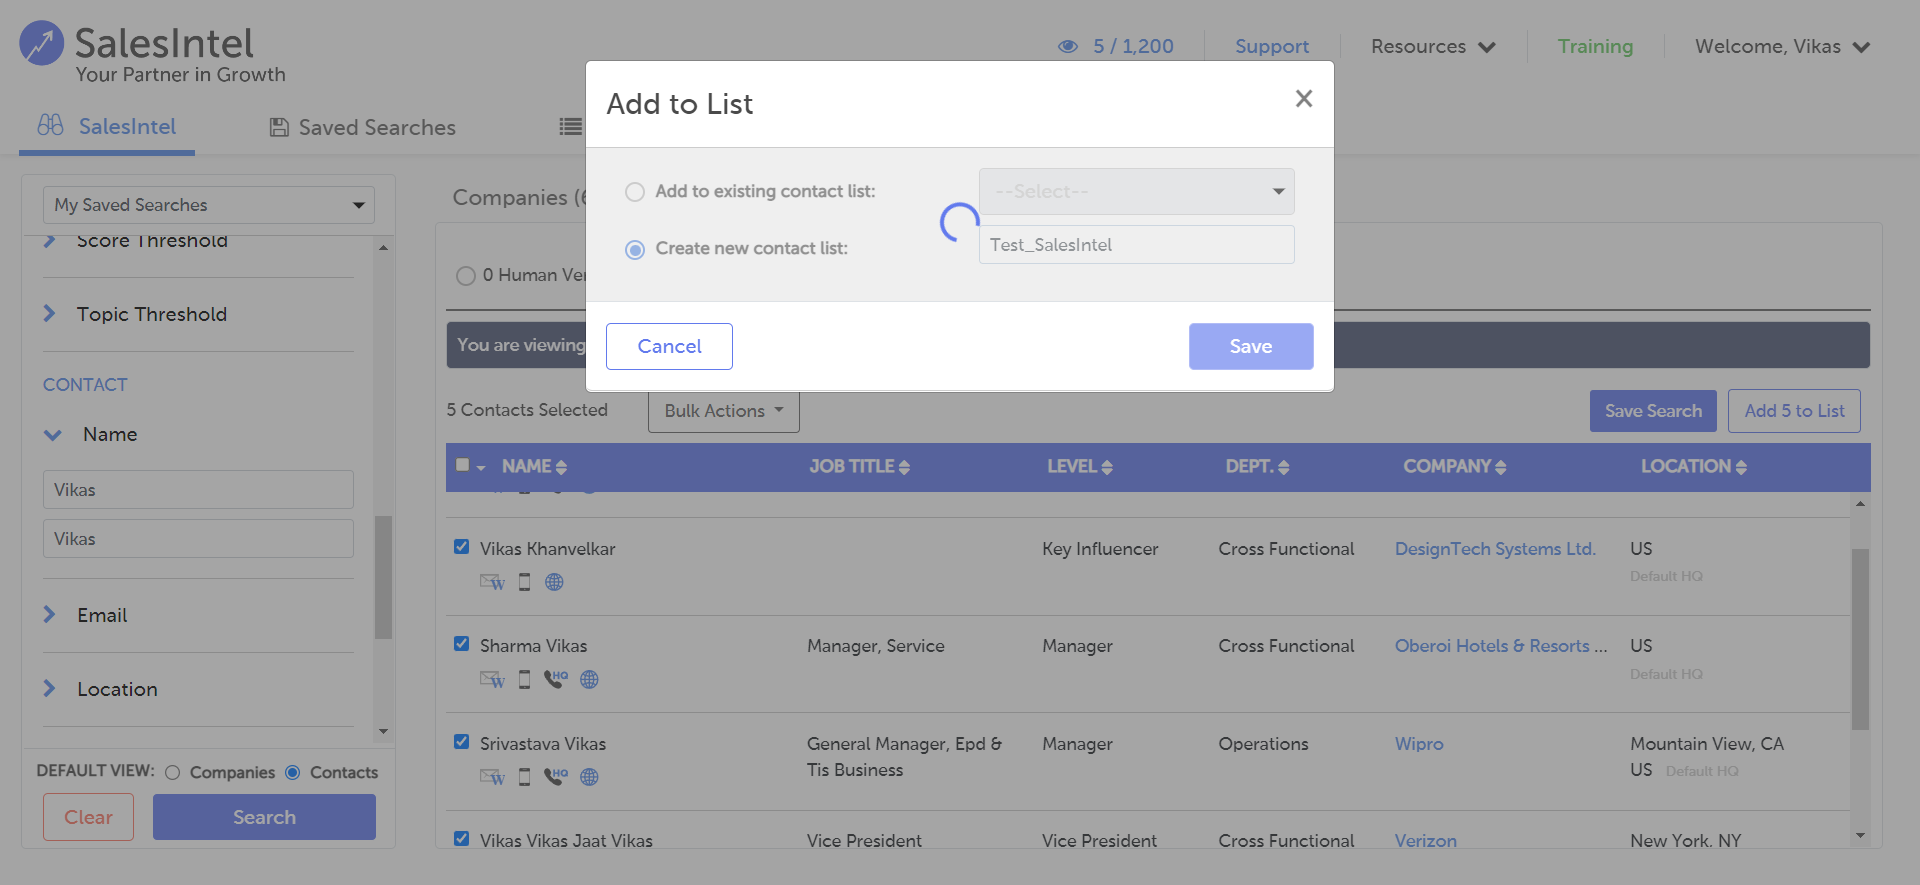 SalesIntel
Your Partner in Growth
5 / 1,200
Support
Resources
Training
Welcome, Vikas
SalesIntel
Saved Searches
Add to List
Add to existing contact list:
--Select--
Create new contact list:
Test_SalesIntel
Cancel
Save
My Saved Searches
Score Threshold
Topic Threshold
CONTACT
Name
Vikas
Vikas
Email
Location
DEFAULT VIEW: Companies Contacts
Clear
Search
Companies
0 Human
You are viewing
5 Contacts Selected
Bulk Actions
Save Search
Add 5 to List
NAME JOB TITLE LEVEL DEPT. COMPANY LOCATION
Vikas Khanvelkar Key Influencer Cross Functional DesignTech Systems Ltd. US
Default HQ
Sharma Vikas Manager, Service Manager Cross Functional Oberoi Hotels & Resorts ... US
HQ
Default HQ
Srivastava Vikas General Manager, Epd & Manager Operations Wipro Mountain View, CA
Tis Business US Default HQ
HQ
Vikas Vikas Jaat Vikas Vice President Vice President Cross Functional Verizon New York, NY